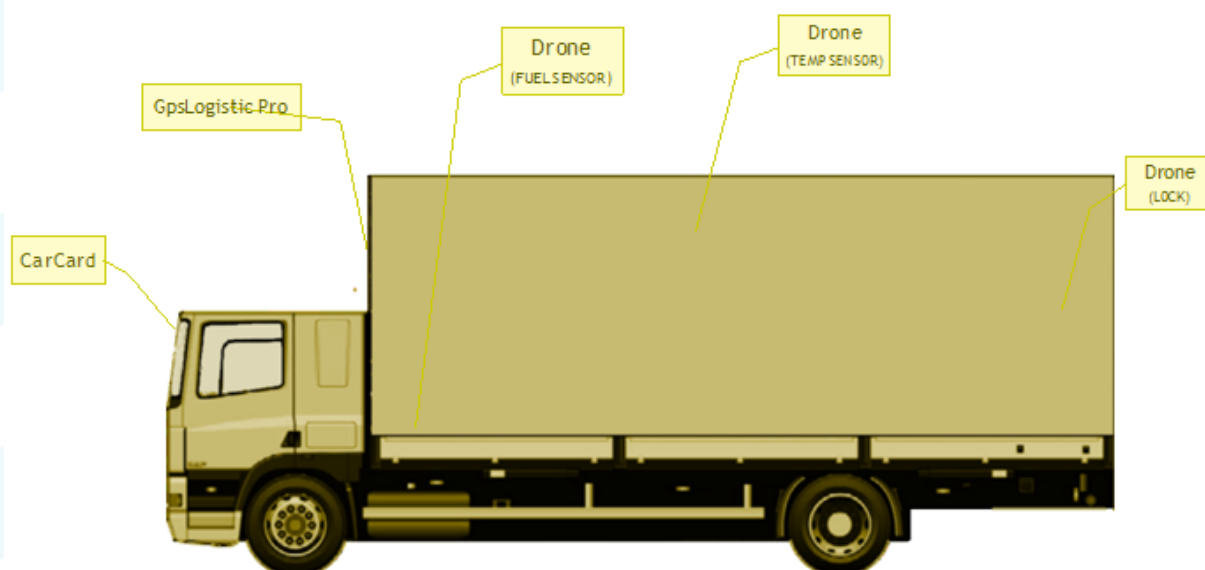 Drone
(TEMP SENSOR)
Drone
(FUELSENSOR)
GpsLogistic Pro
Drone
(LOCK)
CarCard